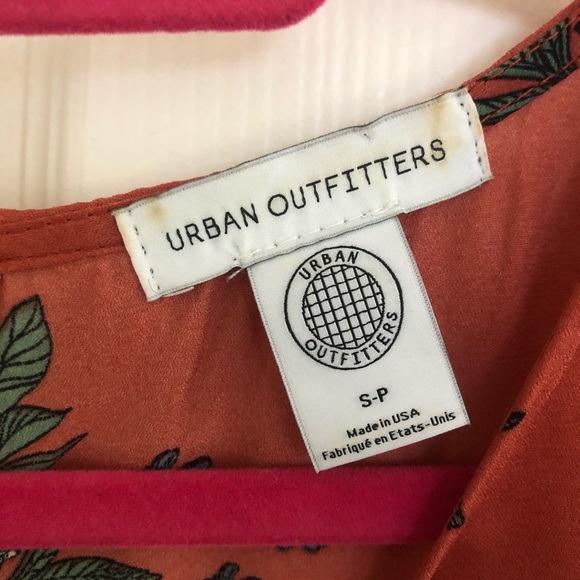 URBAN OUTFITTERS
URBAN
OUTFITTERS
S-P
Made in USA
Fabriqué en Etats-Unis